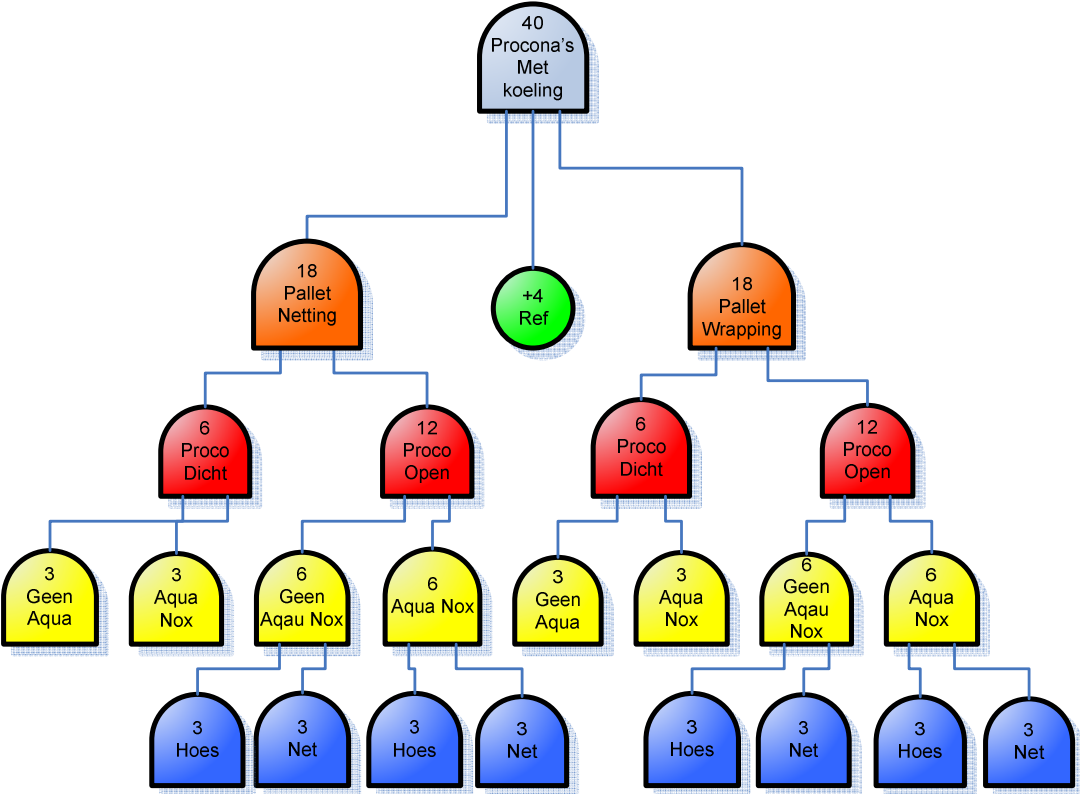 40
Procona's
Met
koeling
18
Pallet
Netting
+4
Ref
18
Pallet
Wrapping
6
Proco
Dicht
12
Proco
Open
6
Proco
Dicht
12
Proco
Open
3
Geen
Aqua
3
Aqua
Nox
6
Geen
Aqau Nox
6
Aqua Nox
3
Geen
Aqua
3
Aqua
Nox
6
Geen
Aqau
Nox
6
Aqua
Nox
3
Hoes
3
Net
3
Hoes
3
Net
3
Hoes
3
Net
3
Hoes
3
Net